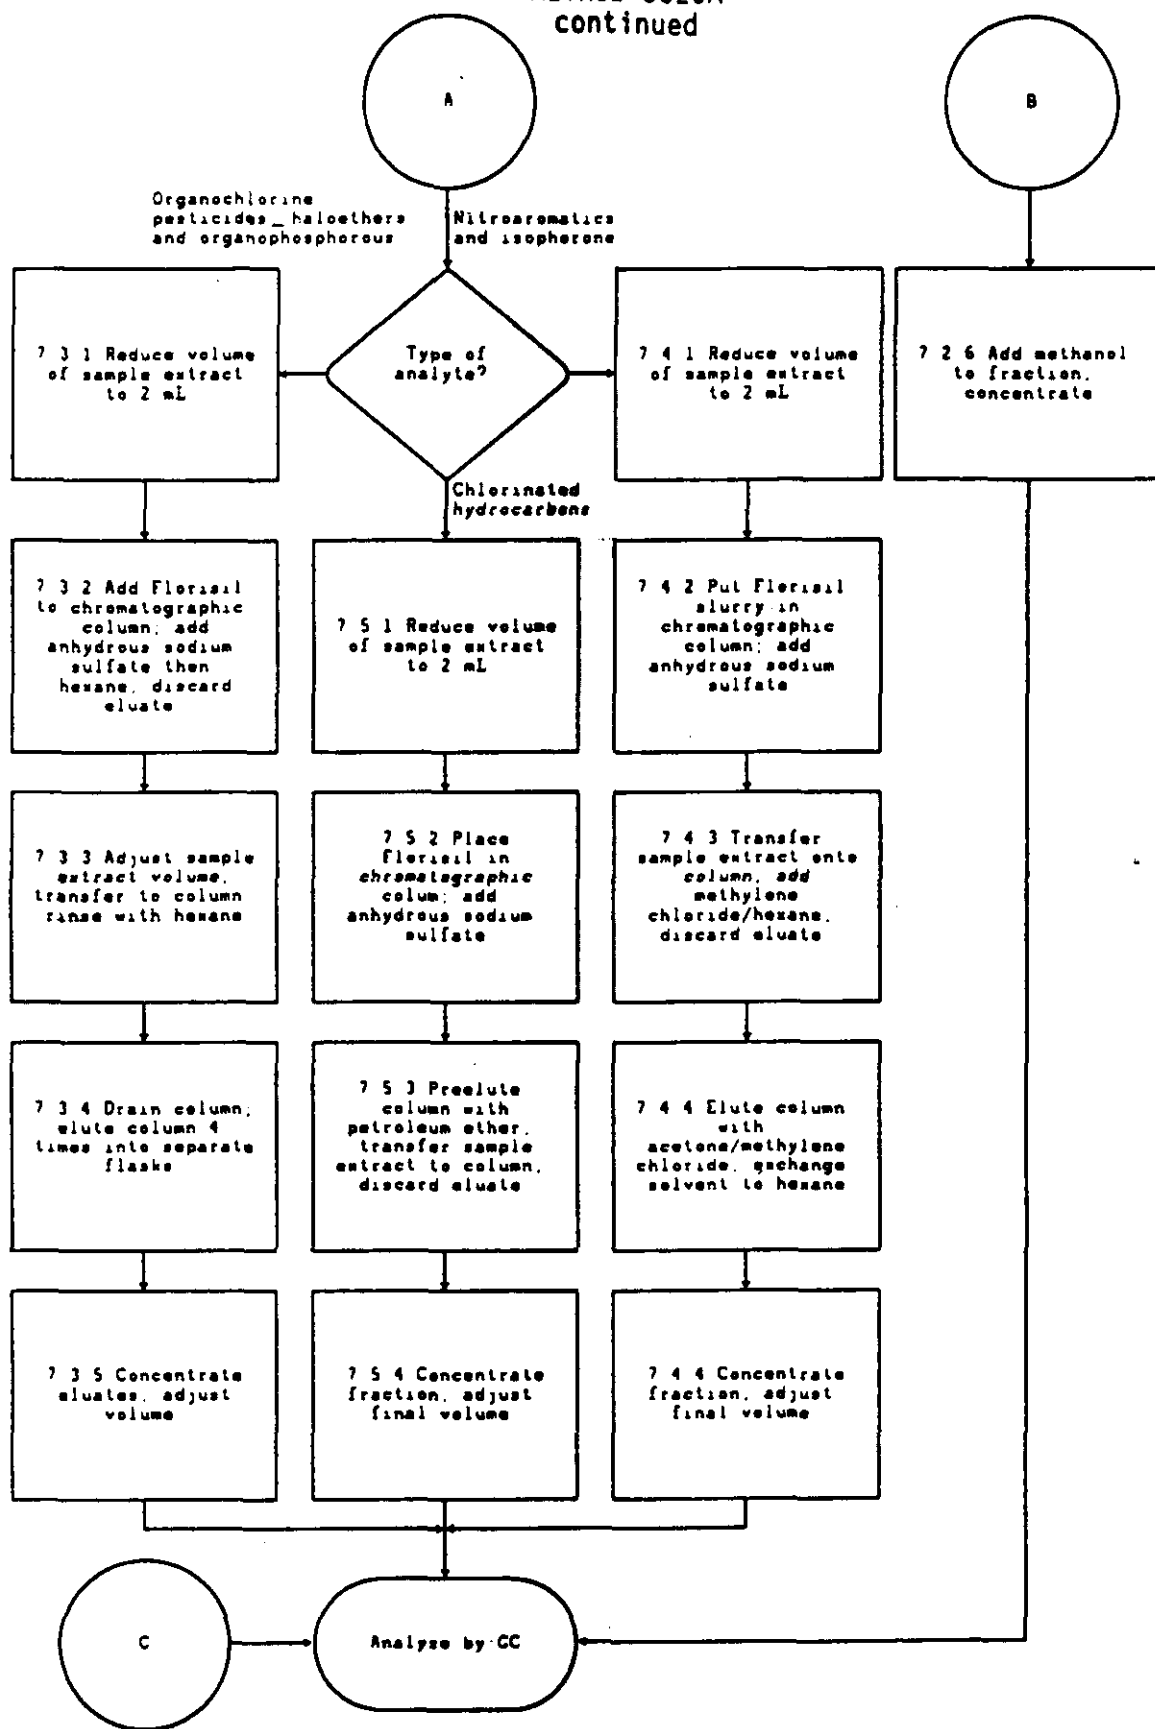 continued
A
B
Organochlorine
pesticides_ haloethers
and organophosphorous
Nitroaromatics
and isopherone
7 3 1 Reduce volume
of sample extract
to 2 mL
Type of
analyte?
7 4 1 Reduce volume
of sample extract
to 2 mL
7 2 6 Add methanol
to fraction,
concentrate
Chlorinated
hydrocarbons
7 3 2 Add Florisil
to chromatographic
column; add
anhydrous sodium
sulfate then
hexane, discard
eluate
7 5 1 Reduce volume
of sample extract
to 2 mL
7 4 2 Put Florisil
slurry in
chromatographic
column; add
anhydrous sodium
sulfate
7 3 3 Adjust sample
extract volume,
transfer to column
rinse with hexane
7 5 2 Place
Florisil in
chromatographic
colum; add
anhydrous sodium
sulfate
7 4 3 Transfer
sample extract onto
column, add
methylene
chloride/hexane,
discard eluate
7 3 4 Drain column;
elute column 4
times into separate
flasks
7 5 3 Preelute
column with
petroleum ether,
transfer sample
extract to column,
discard eluate
7 4 4 Elute column
with
acetone/methylene
chloride, exchange
solvent to hexane
7 3 5 Concentrate
eluates, adjust
volume
7 5 4 Concentrate
fraction, adjust
final volume
7 4 4 Concentrate
fraction, adjust
final volume
C
Analyze by GC